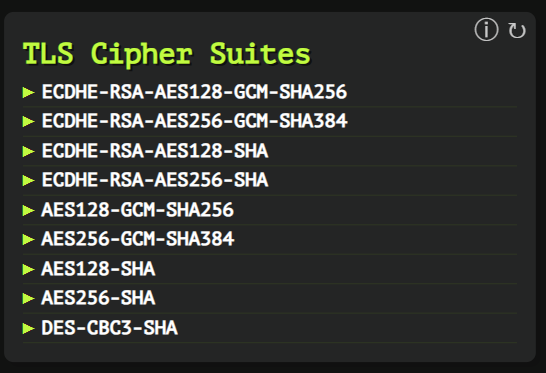 TLS Cipher Suites
ECDHE-RSA-AES128-GCM-SHA256
ECDHE-RSA-AES256-GCM-SHA384
ECDHE-RSA-AES128-SHA
ECDHE-RSA-AES256-SHA
AES128-GCM-SHA256
AES256-GCM-SHA384
AES128-SHA
AES256-SHA
DES-CBC3-SHA